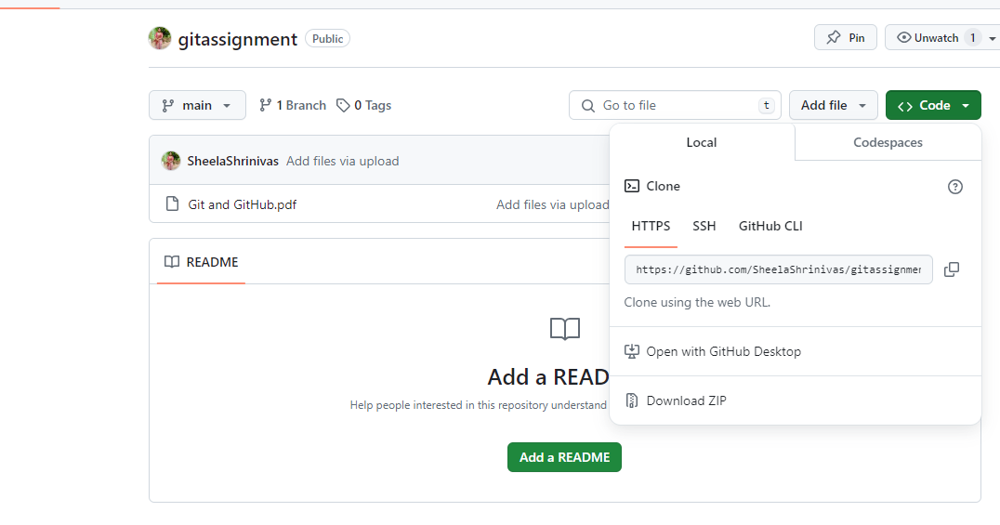 gitassignment Public
Pin
Unwatch 1
main
1 Branch
0 Tags
Go to file t
Add file
Code
Local
Codespaces
SheelaShrinivas Add files via upload
Clone
Git and GitHub.pdf
Add files via upload
HTTPS
SSH
GitHub CLI
README
https://github.com/SheelaShrinivas/gitassignmen
Clone using the web URL.
Open with GitHub Desktop
Add a READ
Help people interested in this repository understand
Download ZIP
Add a README